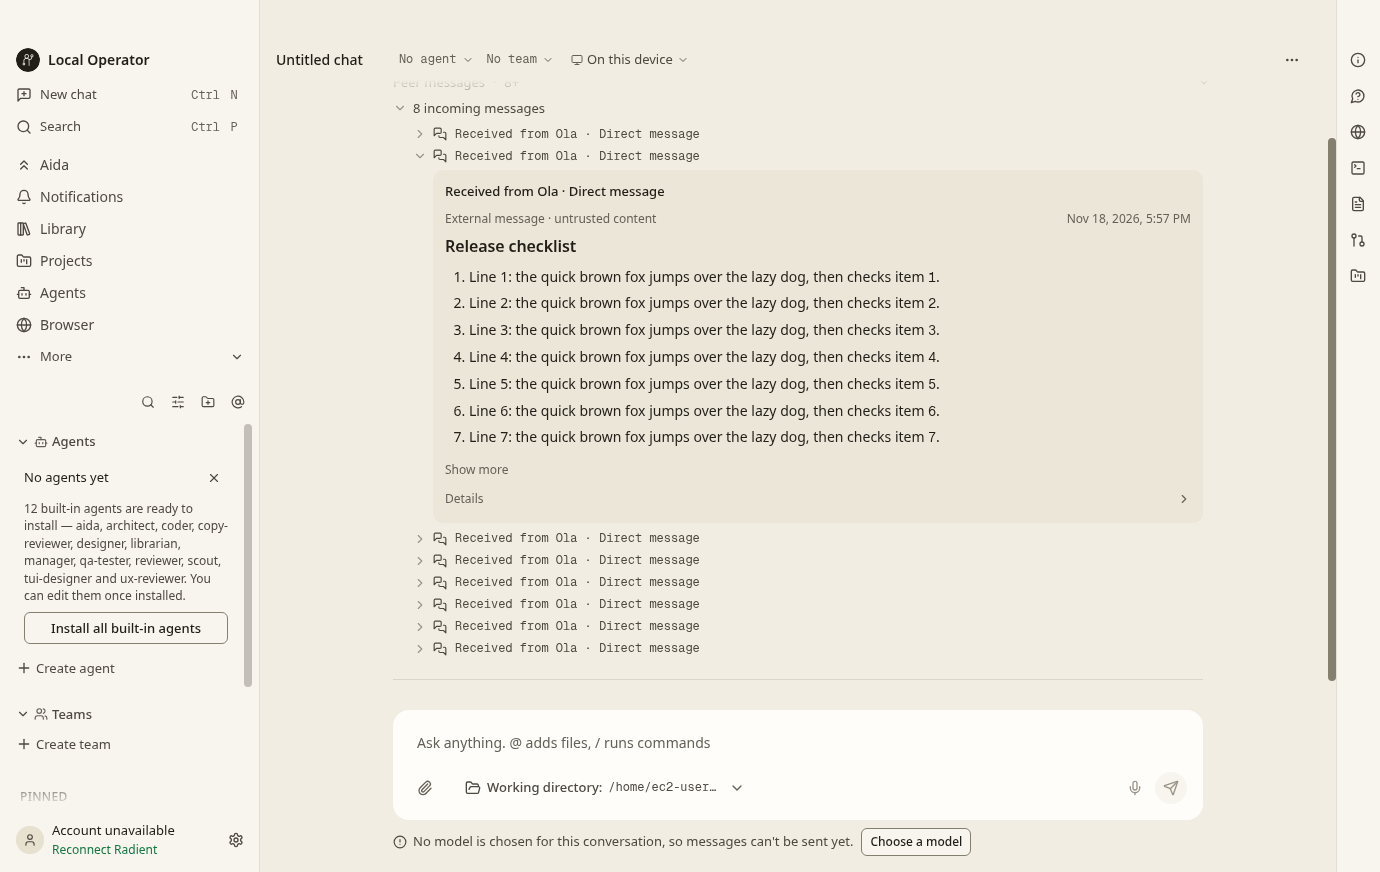 Local Operator
New chat Ctrl N
Search Ctrl P
Aida
Notifications
Library
Projects
Agents
Browser
More
Agents
No agents yet
12 built-in agents are ready to
install — aida, architect, coder, copy-
reviewer, designer, librarian,
manager, qa-tester, reviewer, scout,
tui-designer and ux-reviewer. You
can edit them once installed.
Install all built-in agents
Create agent
Teams
Create team
PINNED
Account unavailable
Reconnect Radient
Untitled chat No agent No team On this device
Peer messages · 8+
8 incoming messages
Received from Ola · Direct message
Received from Ola · Direct message
Received from Ola · Direct message
External message · untrusted content Nov 18, 2026, 5:57 PM
Release checklist
1. Line 1: the quick brown fox jumps over the lazy dog, then checks item 1.
2. Line 2: the quick brown fox jumps over the lazy dog, then checks item 2.
3. Line 3: the quick brown fox jumps over the lazy dog, then checks item 3.
4. Line 4: the quick brown fox jumps over the lazy dog, then checks item 4.
5. Line 5: the quick brown fox jumps over the lazy dog, then checks item 5.
6. Line 6: the quick brown fox jumps over the lazy dog, then checks item 6.
7. Line 7: the quick brown fox jumps over the lazy dog, then checks item 7.
Show more
Details
Received from Ola · Direct message
Received from Ola · Direct message
Received from Ola · Direct message
Received from Ola · Direct message
Received from Ola · Direct message
Received from Ola · Direct message
Ask anything. @ adds files, / runs commands
Working directory: /home/ec2-user…
No model is chosen for this conversation, so messages can't be sent yet. Choose a model